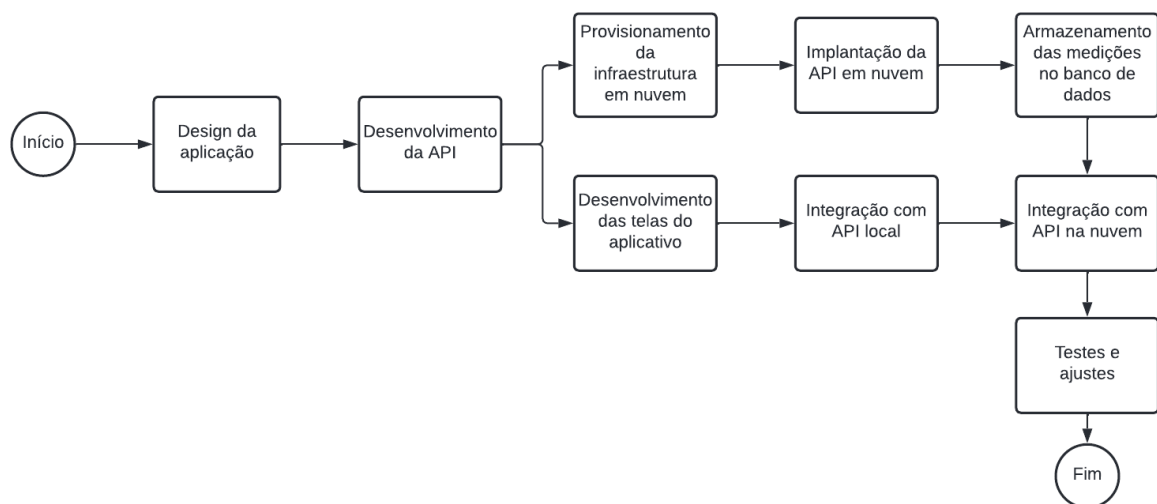 Início
Design da
aplicação
Desenvolvimento
da API
Provisionamento
da
infraestrutura
em nuvem
Implantação da
API em nuvem
Armazenamento
das medições
no banco de
dados
Desenvolvimento
das telas do
aplicativo
Integração com
API local
Integração com
API na nuvem
Testes e
ajustes
Fim